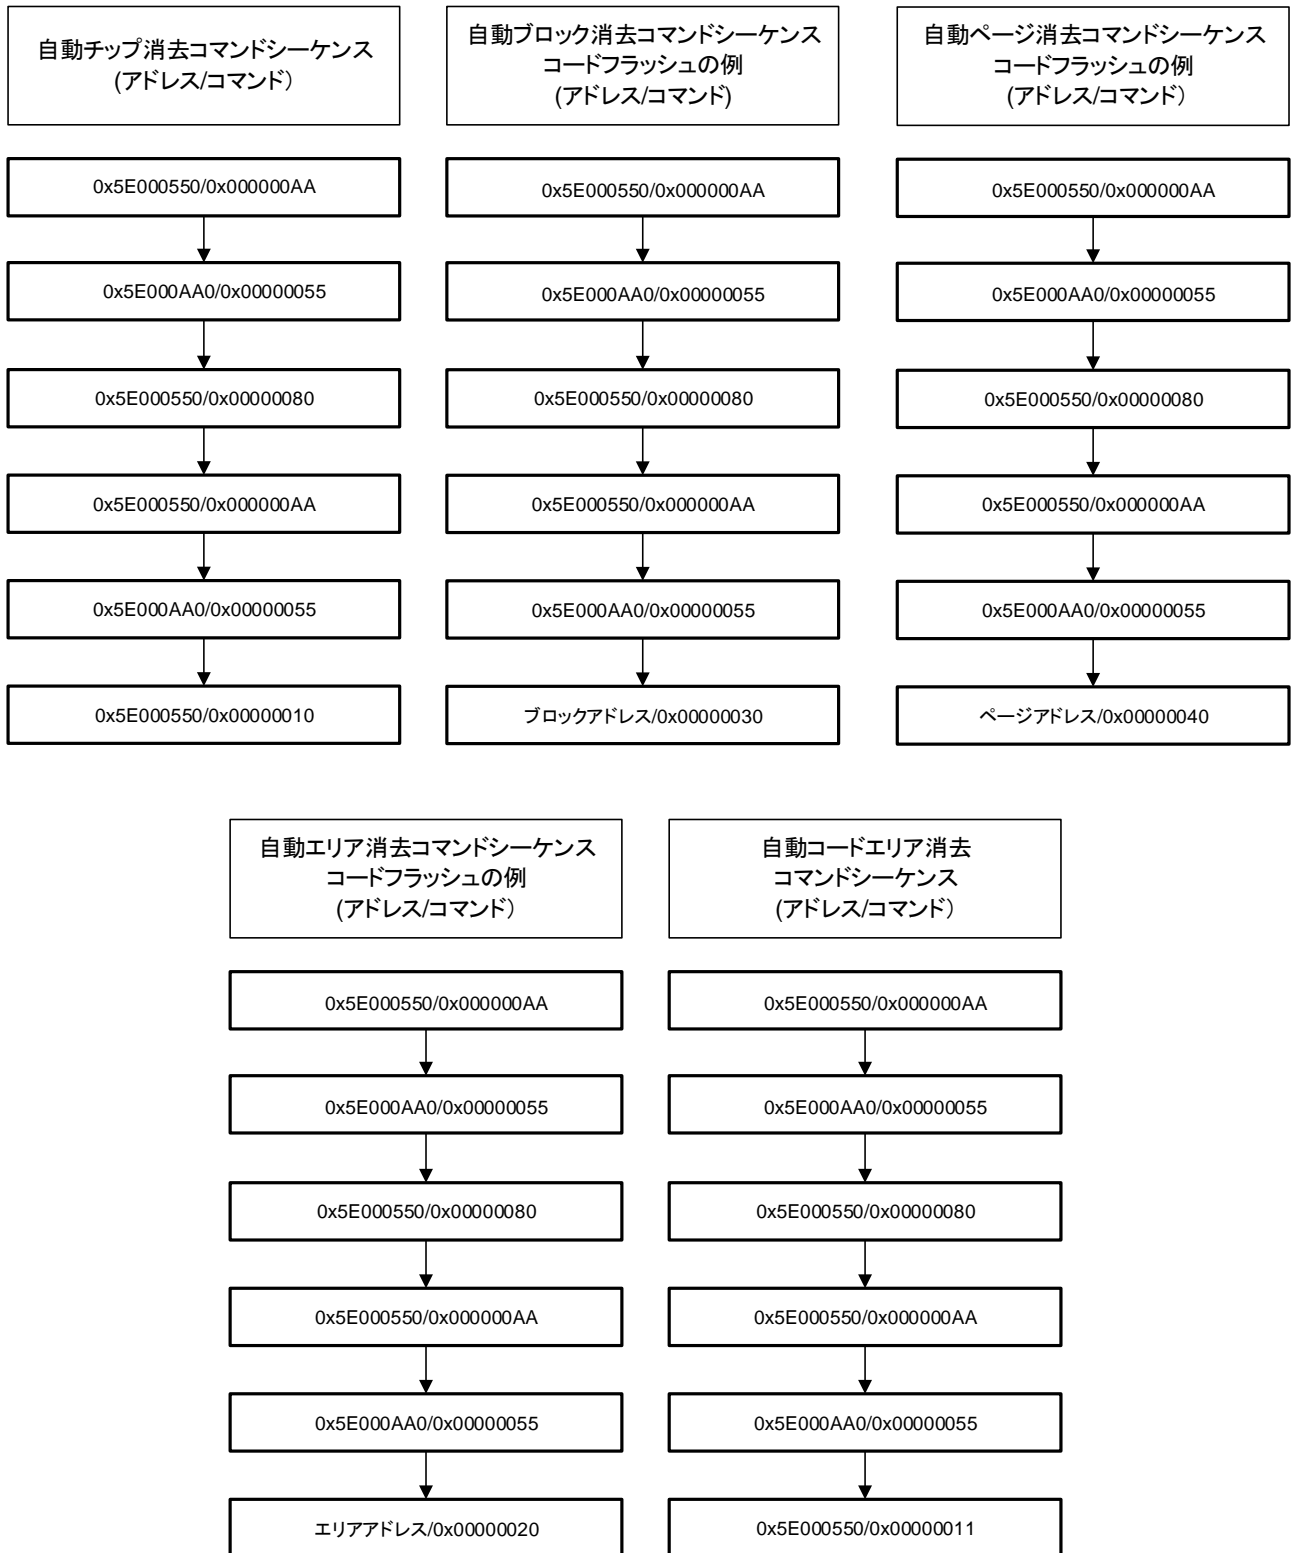 自動チップ消去コマンドシーケンス
(アドレス/コマンド）
0x5E000550/0x000000AA
0x5E000AA0/0x00000055
0x5E000550/0x00000080
0x5E000550/0x000000AA
0x5E000AA0/0x00000055
0x5E000550/0x00000010
自動ブロック消去コマンドシーケンス
コードフラッシュの例
(アドレス/コマンド)
0x5E000550/0x000000AA
0x5E000AA0/0x00000055
0x5E000550/0x00000080
0x5E000550/0x000000AA
0x5E000AA0/0x00000055
ブロックアドレス/0x00000030
自動ページ消去コマンドシーケンス
コードフラッシュの例
(アドレス/コマンド）
0x5E000550/0x000000AA
0x5E000AA0/0x00000055
0x5E000550/0x00000080
0x5E000550/0x000000AA
0x5E000AA0/0x00000055
ページアドレス/0x00000040
自動エリア消去コマンドシーケンス
コードフラッシュの例
(アドレス/コマンド）
0x5E000550/0x000000AA
0x5E000AA0/0x00000055
0x5E000550/0x00000080
0x5E000550/0x000000AA
0x5E000AA0/0x00000055
エリアアドレス/0x00000020
自動コードエリア消去
コマンドシーケンス
(アドレス/コマンド）
0x5E000550/0x000000AA
0x5E000AA0/0x00000055
0x5E000550/0x00000080
0x5E000550/0x000000AA
0x5E000AA0/0x00000055
0x5E000550/0x00000011